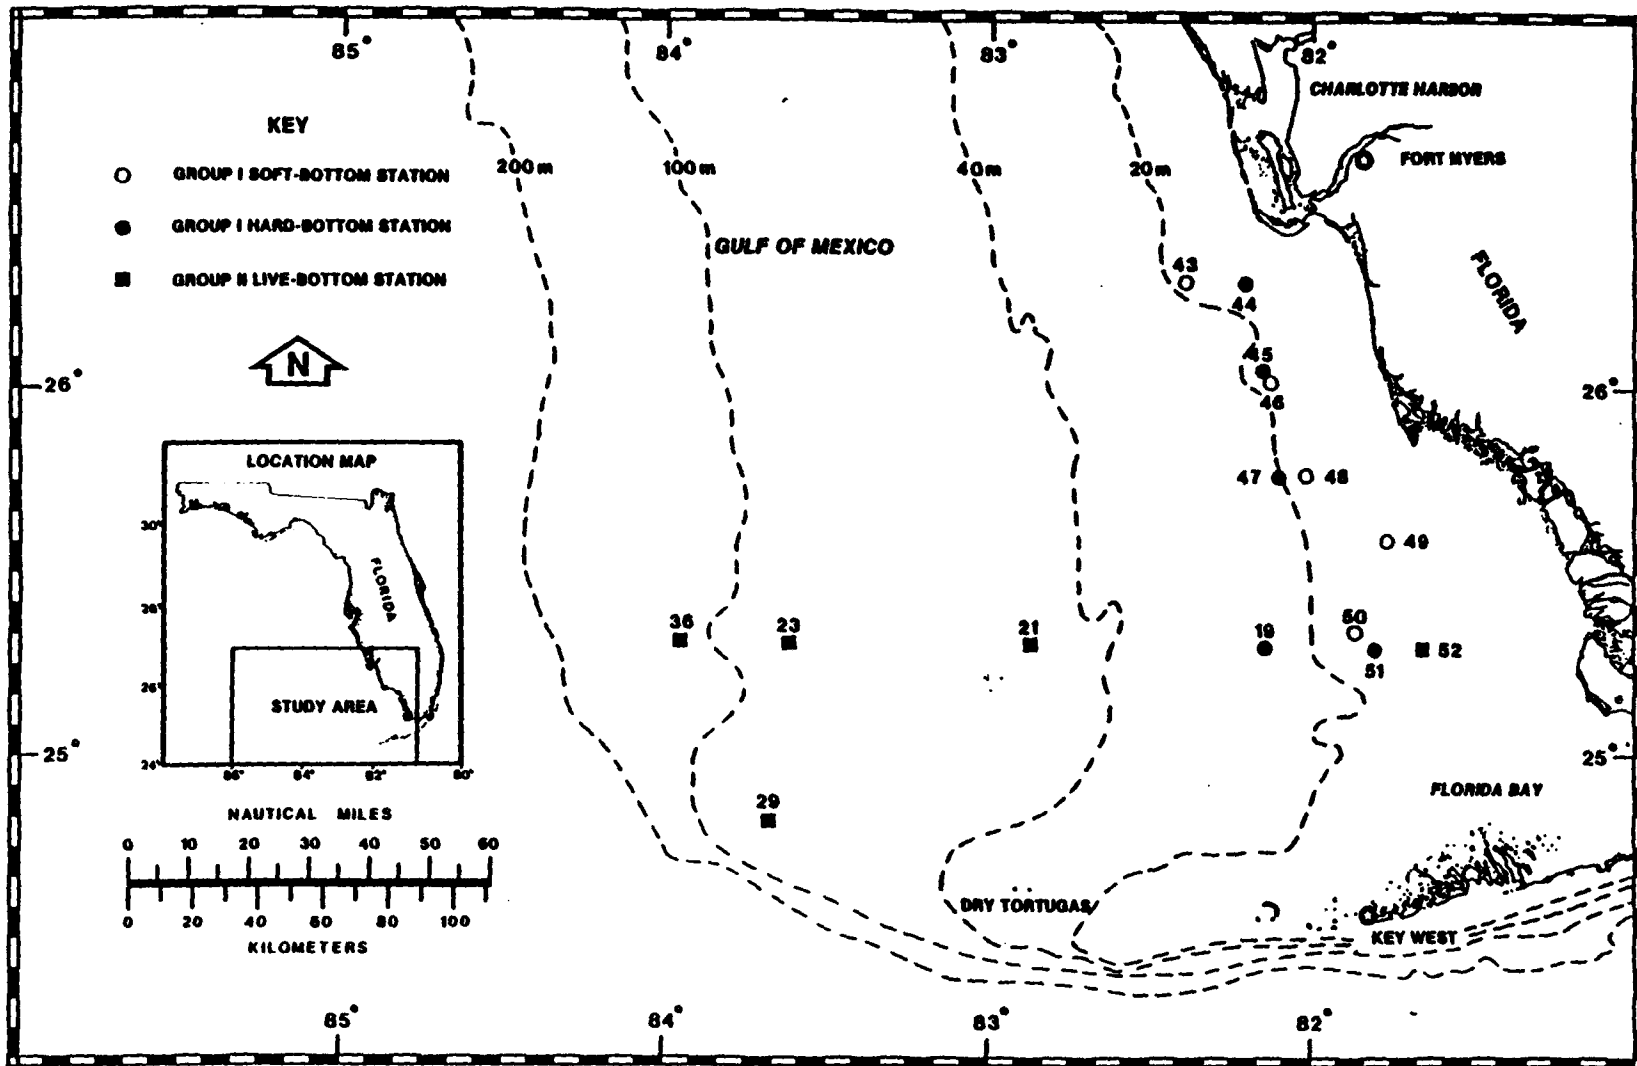 85° 84° 83° 82°
CHARLOTTE HARBOR
KEY
200m 100m 40m 20m
FORT MYERS
GROUP I SOFT-BOTTOM STATION
GROUP I HARD-BOTTOM STATION
GROUP II LIVE-BOTTOM STATION
GULF OF MEXICO
FLORIDA
43
44
45
46
N
26° 26°
47 48
49
LOCATION MAP
30°
FLORIDA
28°
26°
STUDY AREA
24°
86° 84° 82° 80°
36 23 21 19 50
51 52
25° 25°
29
FLORIDA BAY
NAUTICAL MILES
0 10 20 30 40 50 60
0 20 40 60 80 100
KILOMETERS
DRY TORTUGAS
KEY WEST
85° 84° 83° 82°